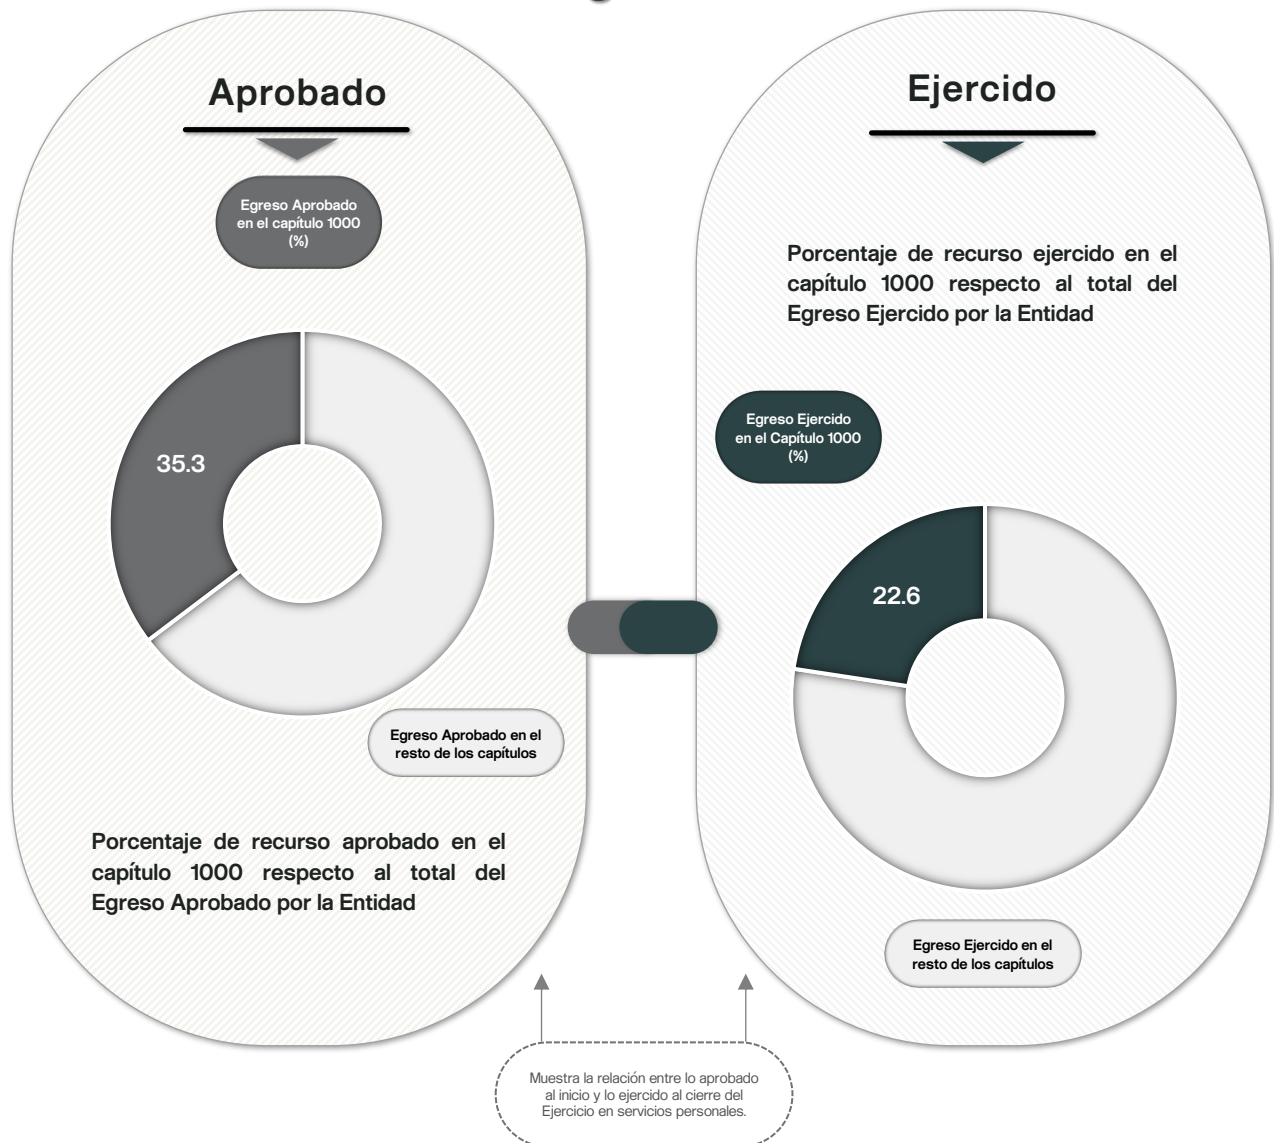 Aprobado
Egreso Aprobado
en el capítulo 1000
(%)
35.3
Egreso Aprobado en el
resto de los capítulos
Porcentaje de recurso aprobado en el
capítulo 1000 respecto al total del
Egreso Aprobado por la Entidad
Ejercido
Porcentaje de recurso ejercido en el
capítulo 1000 respecto al total del
Egreso Ejercido por la Entidad
Egreso Ejercido
en el Capítulo 1000
(%)
22.6
Egreso Ejercido en el
resto de los capítulos
Muestra la relación entre lo aprobado
al inicio y lo ejercido al cierre del
Ejercicio en servicios personales.